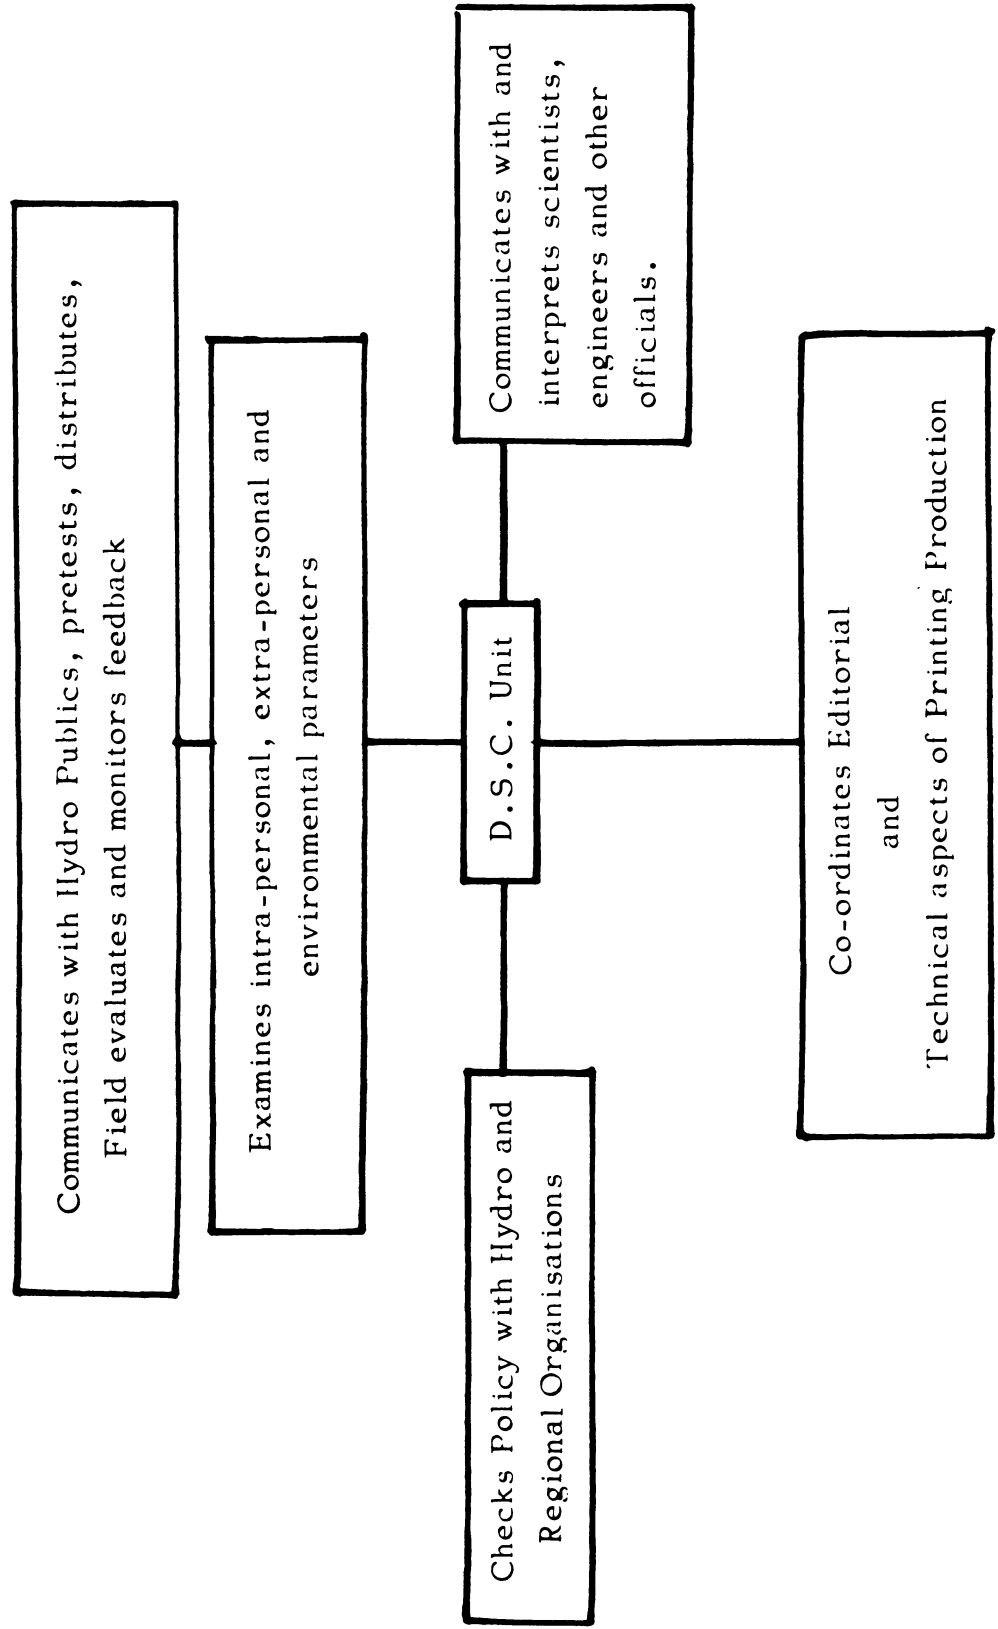 Communicates with Hydro Publics, pretests, distributes,
Field evaluates and monitors feedback
Examines intra-personal, extra-personal and
environmental parameters
Checks Policy with Hydro and
Regional Organisations
D.S.C. Unit
Communicates with and
interprets scientists,
engineers and other
officials.
Co-ordinates Editorial
and
Technical aspects of Printing Production